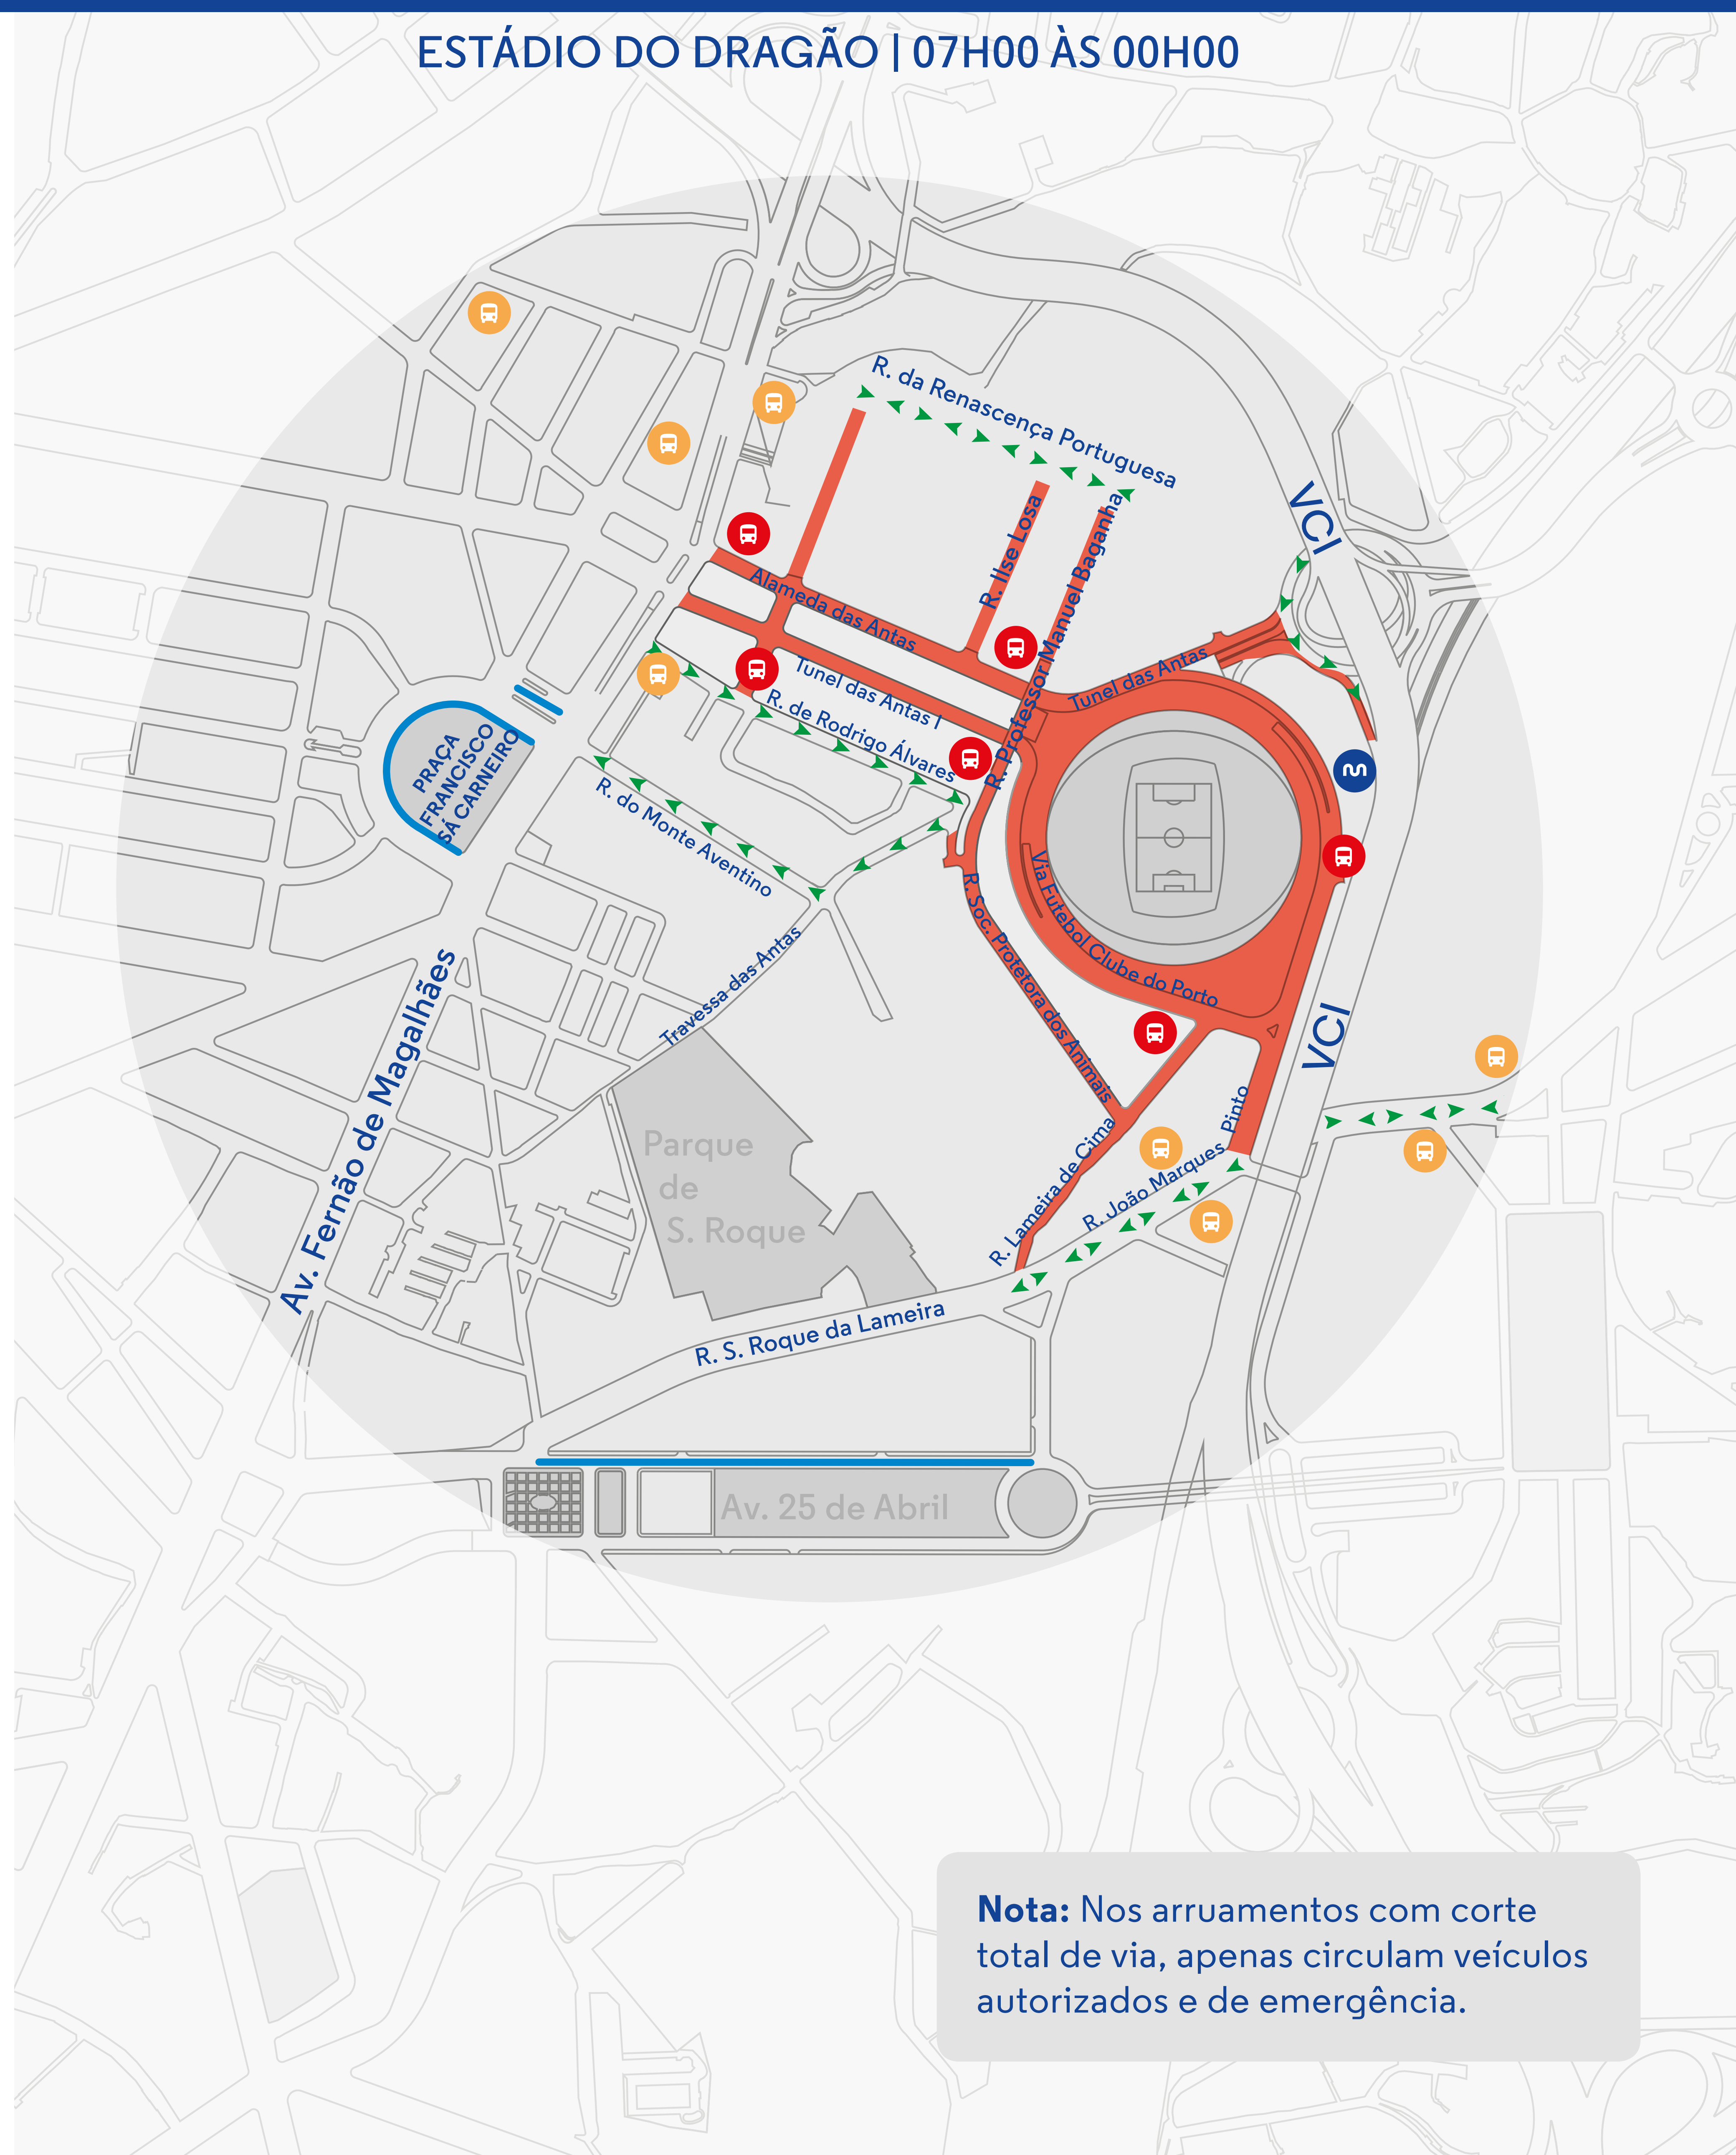 ESTÁDIO DO DRAGÃO | 07H00 ÀS 00H00
R. da Renascença Portuguesa
VCI
R. Ilse Losa
R. Professor Manuel Baganha
Alameda das Antas
Tunel das Antas
Tunel das Antas I
R. de Rodrigo Álvares
PRAÇA
FRANCISCO
SÁ CARNEIRO
R. do Monte Aventino
Via Futebol Clube do Porto
R. Soc. Protetora dos Animais
Travessa das Antas
Av. Fernão de Magalhães
VCI
Parque
de
S. Roque
R. Lameira de Cima
R. João Marques Pinto
R. S. Roque da Lameira
Av. 25 de Abril
Nota: Nos arruamentos com corte
total de via, apenas circulam veículos
autorizados e de emergência.